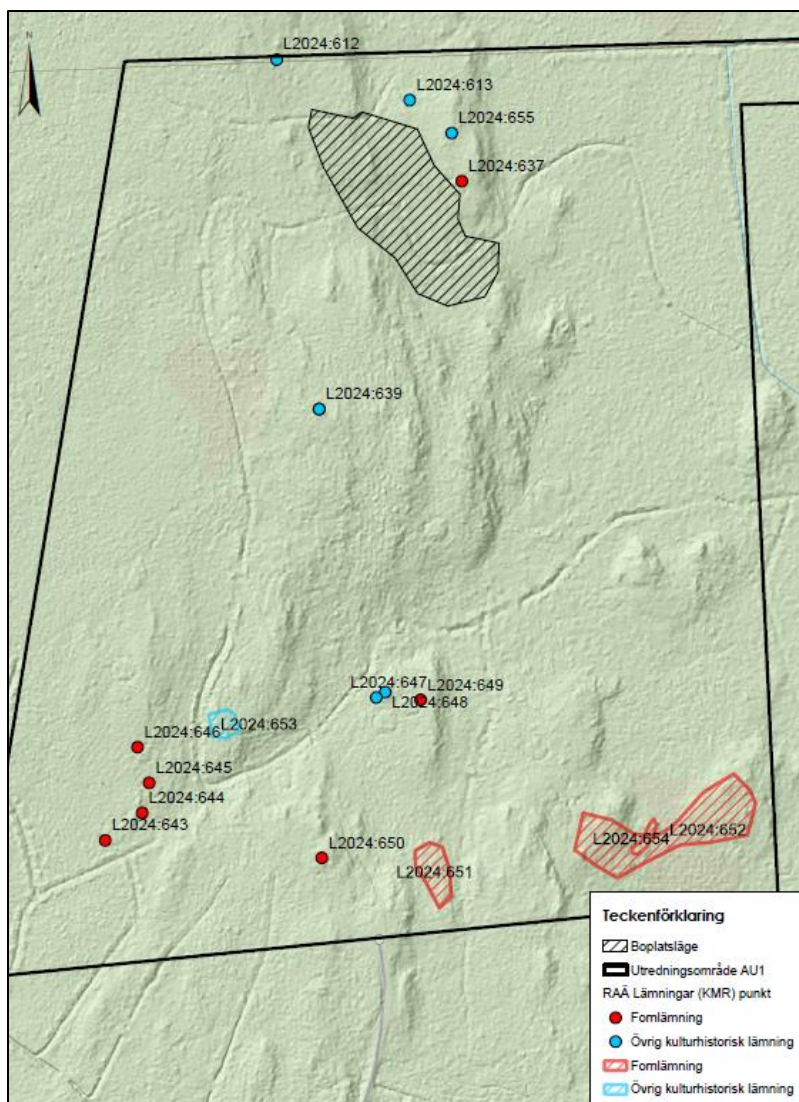 N
L2024:612
L2024:613
L2024:655
L2024:637
L2024:639
L2024:647
L2024:649
L2024:648
L2024:653
L2024:646
L2024:645
L2024:644
L2024:643
L2024:650
L2024:651
L2024:652
L2024:654
Teckenförklaring
Boplatsläge
Utredningsområde AU1
RAÄ Lämningar (KMR) punkt
Fornlämning
Övrig kulturhistorisk lämning
Fornlämning
Övrig kulturhistorisk lämning